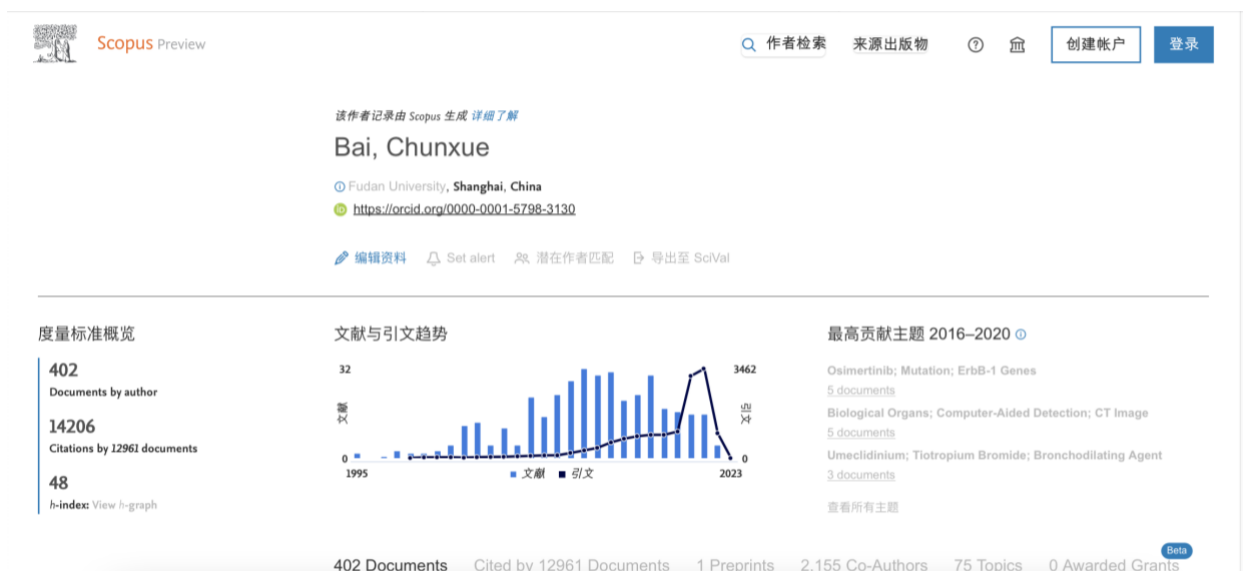 Scopus Preview
作者检索
来源出版物
创建帐户
登录
该作者记录由 Scopus 生成 详细了解
Bai, Chunxue
Fudan University, Shanghai, China
https://orcid.org/0000-0001-5798-3130
编辑资料
Set alert
潜在作者匹配
导出至 SciVal
度量标准概览
402
Documents by author
14206
Citations by 12961 documents
48
h-index: View h-graph
文献与引文趋势
32
3462
文献
引文
0
0
1995
2023
文献
引文
最高贡献主题 2016–2020
Osimertinib; Mutation; ErbB-1 Genes
5 documents
Biological Organs; Computer-Aided Detection; CT Image
5 documents
Umeclidinium; Tiotropium Bromide; Bronchodilating Agent
3 documents
查看所有主题
Beta
402 Documents
Cited by 12961 Documents
1 Preprints
2,155 Co-Authors
75 Topics
0 Awarded Grants